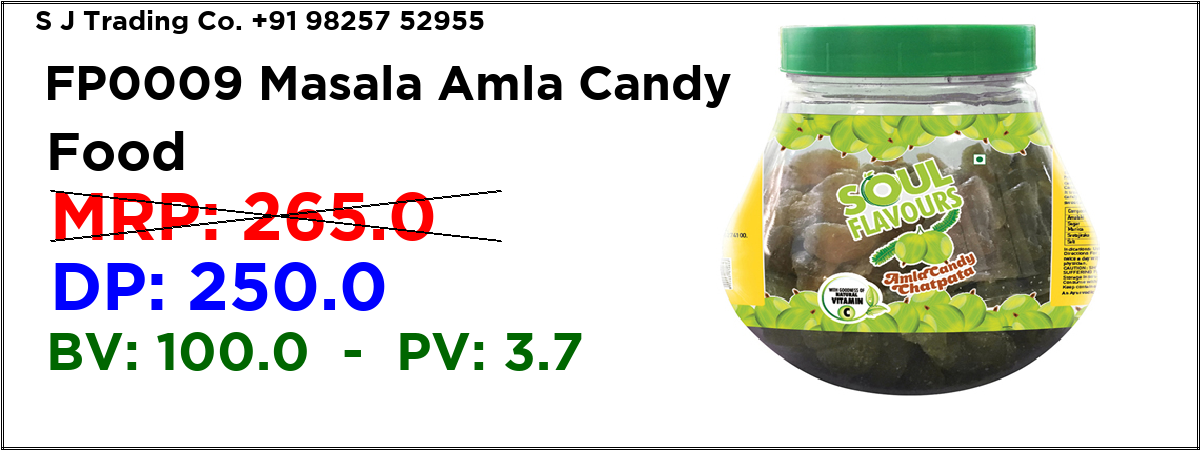 S J Trading Co. +91 98257 52955
FP0009 Masala Amla Candy
Food
MRP: 265.0
DP: 250.0
BV: 100.0 - PV: 3.7
SOUL
FLAVOURS
Amla Candy
Chatpata
WITH GOODNESS OF
NATURAL
VITAMIN
C